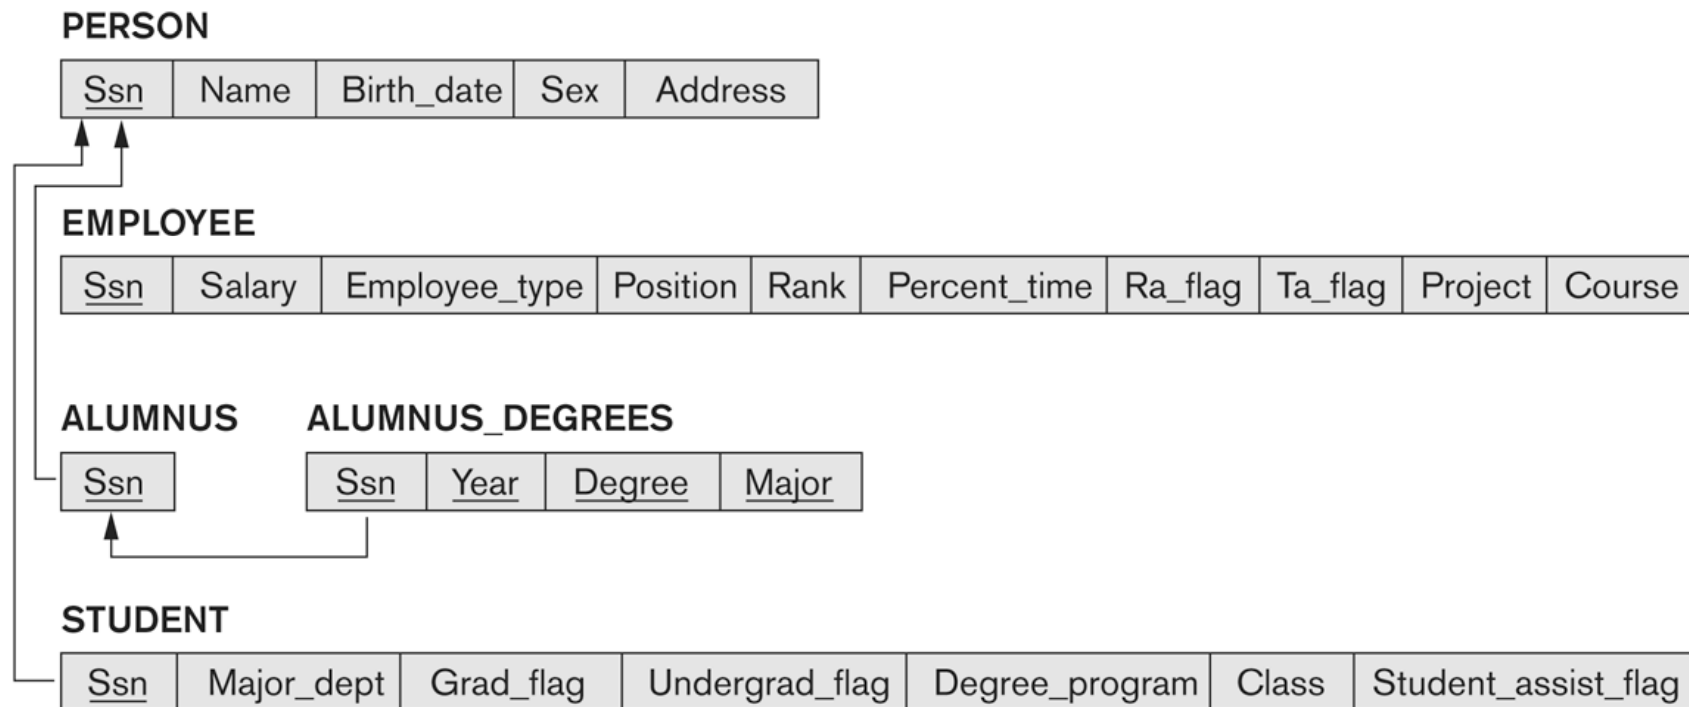 PERSON
Ssn Name Birth_date Sex Address
EMPLOYEE
Ssn Salary Employee_type Position Rank Percent_time Ra_flag Ta_flag Project Course
ALUMNUS ALUMNUS_DEGREES
Ssn Ssn Year Degree Major
STUDENT
Ssn Major_dept Grad_flag Undergrad_flag Degree_program Class Student_assist_flag